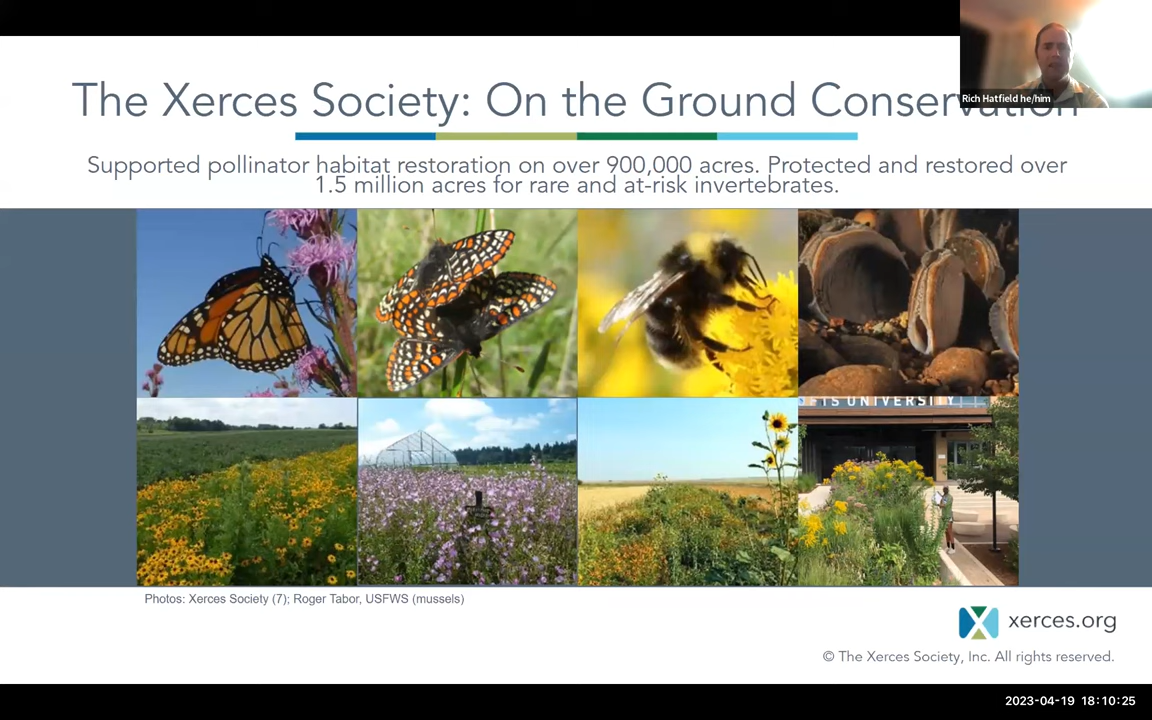 The Xerces Society: On the Ground Conservation
Rich Hatfield he/him
Supported pollinator habitat restoration on over 900,000 acres. Protected and restored over
1.5 million acres for rare and at-risk invertebrates.
FTS UNIVERSITY
Photos: Xerces Society (7); Roger Tabor, USFWS (mussels)
xerces.org
© The Xerces Society, Inc. All rights reserved.
2023-04-19 18:10:25